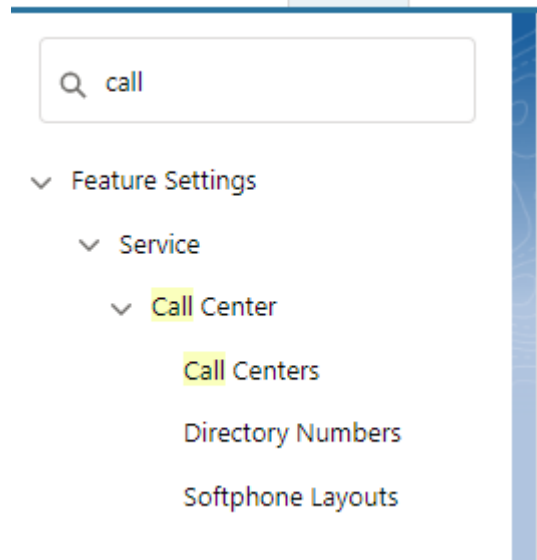 call
Feature Settings
Service
Call Center
Call Centers
Directory Numbers
Softphone Layouts